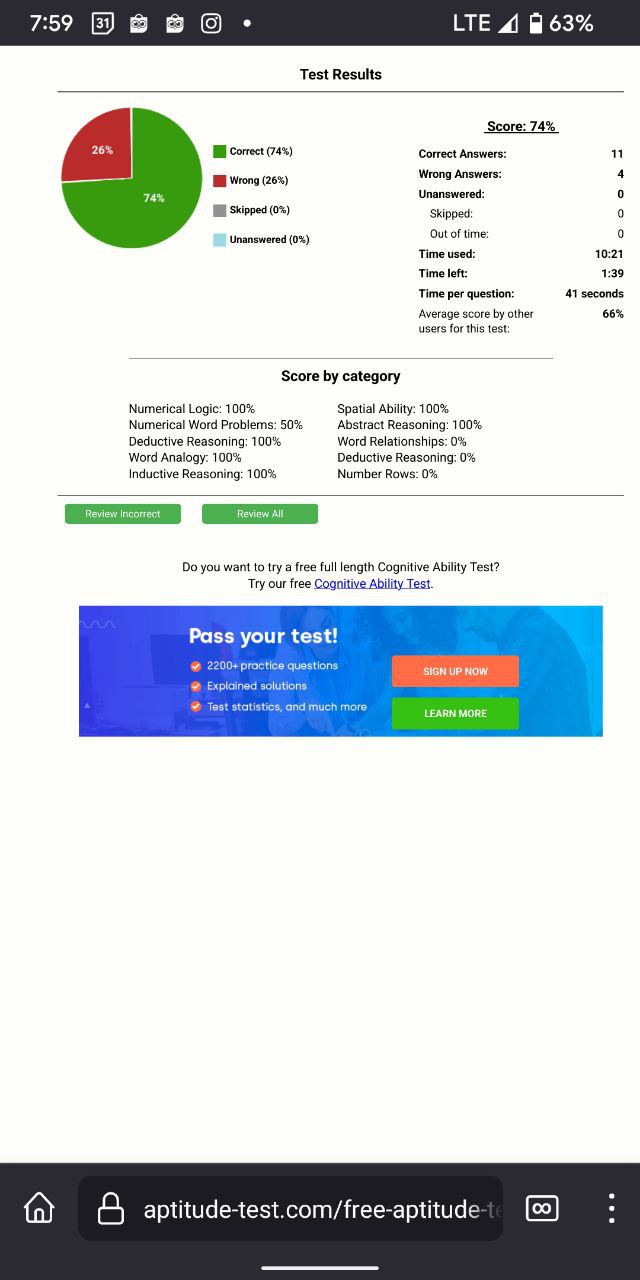 7:59 31 LTE 63%
Test Results
26%
74%
Correct (74%)
Wrong (26%)
Skipped (0%)
Unanswered (0%)
Score: 74%
Correct Answers: 11
Wrong Answers: 4
Unanswered: 0
Skipped: 0
Out of time: 0
Time used: 10:21
Time left: 1:39
Time per question: 41 seconds
Average score by other 66%
users for this test:
Score by category
Numerical Logic: 100%
Numerical Word Problems: 50%
Deductive Reasoning: 100%
Word Analogy: 100%
Inductive Reasoning: 100%
Spatial Ability: 100%
Abstract Reasoning: 100%
Word Relationships: 0%
Deductive Reasoning: 0%
Number Rows: 0%
Review Incorrect
Review All
Do you want to try a free full length Cognitive Ability Test?
Try our free Cognitive Ability Test.
Pass your test!
2200+ practice questions
Explained solutions
Test statistics, and much more
SIGN UP NOW
LEARN MORE
aptitude-test.com/free-aptitude-te